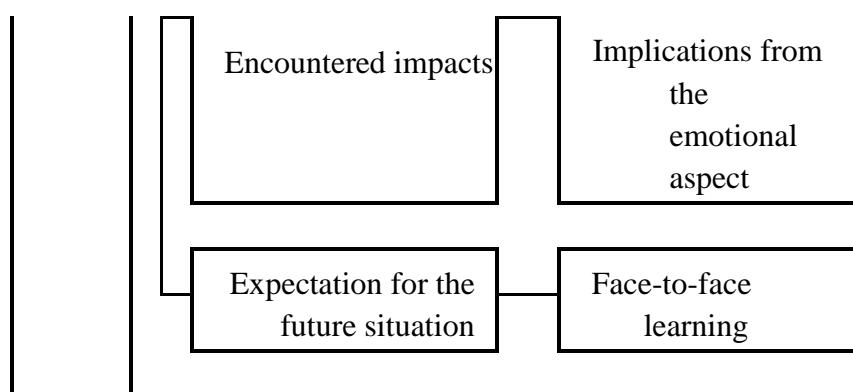 Encountered impacts
Implications from
the
emotional
aspect
Expectation for the
future situation
Face-to-face
learning